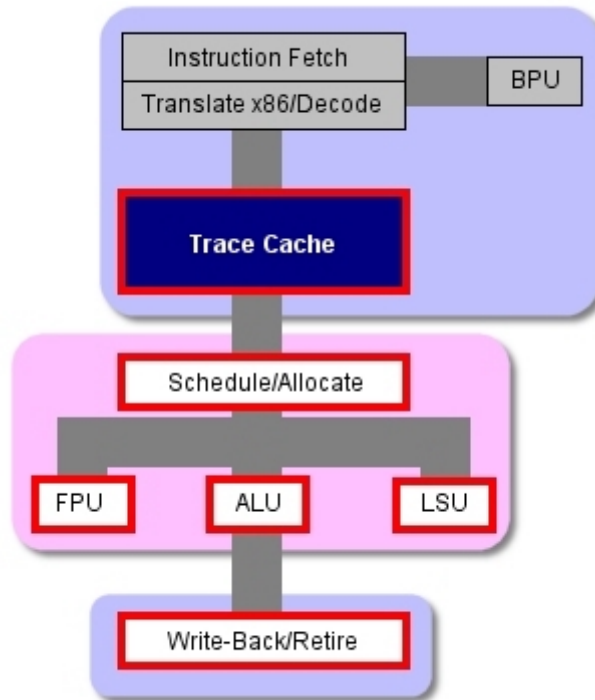 Instruction Fetch
BPU
Translate x86/Decode
Trace Cache
Schedule/Allocate
FPU
ALU
LSU
Write-Back/Retire